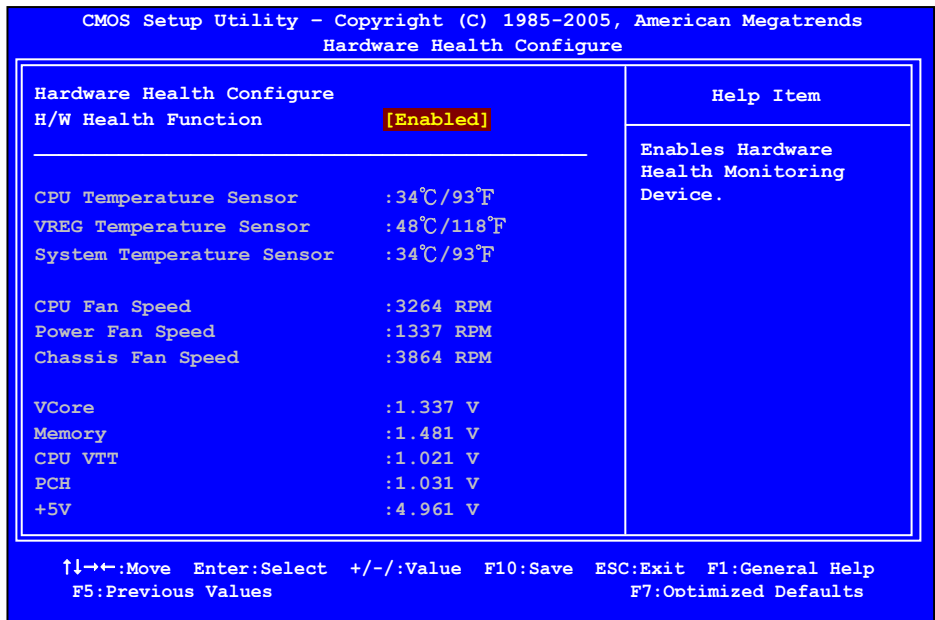 CMOS Setup Utility – Copyright (C) 1985-2005, American Megatrends
Hardware Health Configure
Hardware Health Configure
H/W Health Function [Enabled]
CPU Temperature Sensor :34℃/93℉
VREG Temperature Sensor :48℃/118℉
System Temperature Sensor :34℃/93℉
CPU Fan Speed :3264 RPM
Power Fan Speed :1337 RPM
Chassis Fan Speed :3864 RPM
VCore :1.337 V
Memory :1.481 V
CPU VTT :1.021 V
PCH :1.031 V
+5V :4.961 V
Help Item
Enables Hardware
Health Monitoring
Device.
↑↓→←:Move Enter:Select +/-/:Value F10:Save ESC:Exit F1:General Help
F5:Previous Values F7:Optimized Defaults